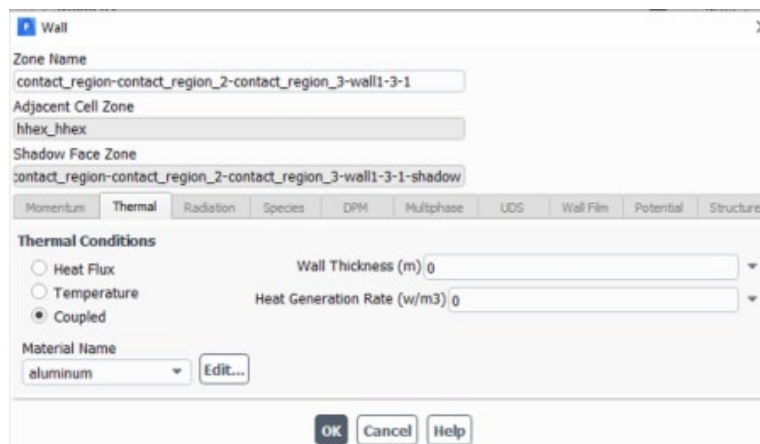 Wall
Zone Name
contact_region-contact_region_2-contact_region_3-wall1-3-1
Adjacent Cell Zone
hhex_hhex
Shadow Face Zone
contact_region-contact_region_2-contact_region_3-wall1-3-1-shadow
Momentum Thermal Radiation Species DPM Multiphase UDS Wall Film Potential Structure
Thermal Conditions
Heat Flux
Temperature
Coupled
Wall Thickness (m) 0
Heat Generation Rate (w/m3) 0
Material Name
aluminum Edit...
OK Cancel Help